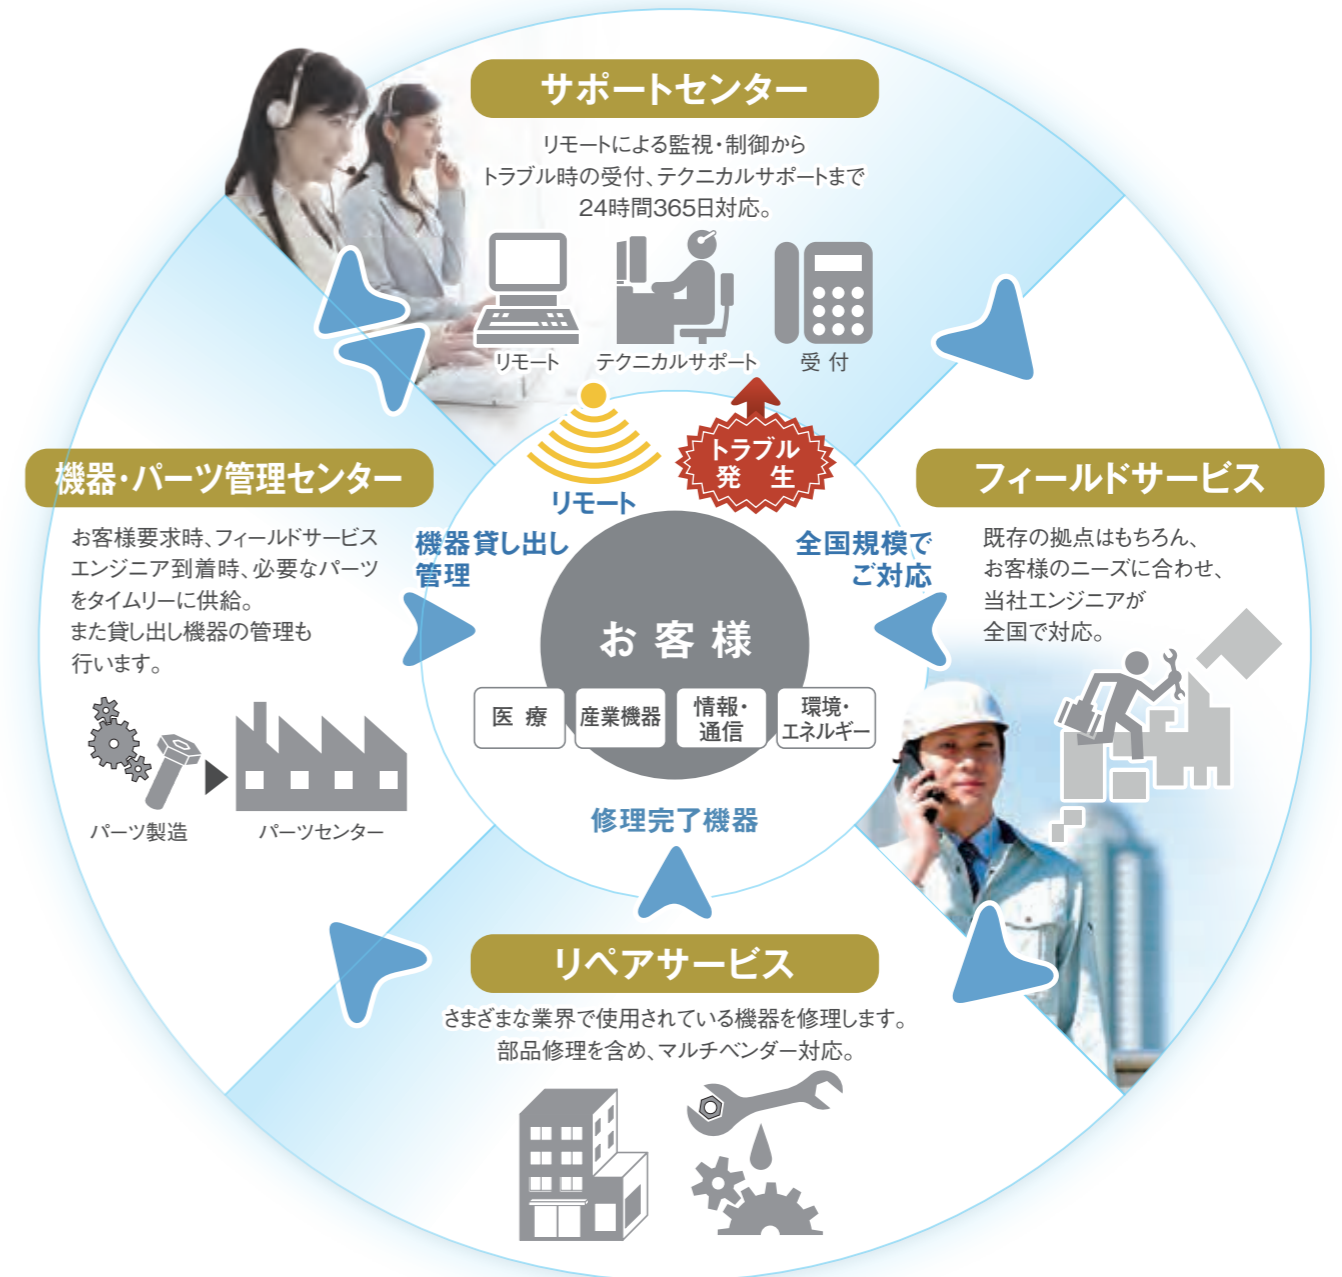 サポートセンター
リモートによる監視・制御から
トラブル時の受付、テクニカルサポートまで
24時間365日対応。
リモート
テクニカルサポート
受 付
リモート
トラブル
発 生
機器・パーツ管理センター
お客様要求時、フィールドサービス
エンジニア到着時、必要なパーツ
をタイムリーに供給。
また貸し出し機器の管理も
行います。
パーツ製造
パーツセンター
機器貸し出し
管理
全国規模で
ご対応
フィールドサービス
既存の拠点はもちろん、
お客様のニーズに合わせ、
当社エンジニアが
全国で対応。
お 客 様
医 療
産業機器
情報・
通信
環境・
エネルギー
修理完了機器
リペアサービス
さまざまな業界で使用されている機器を修理します。
部品修理を含め、マルチベンダー対応。